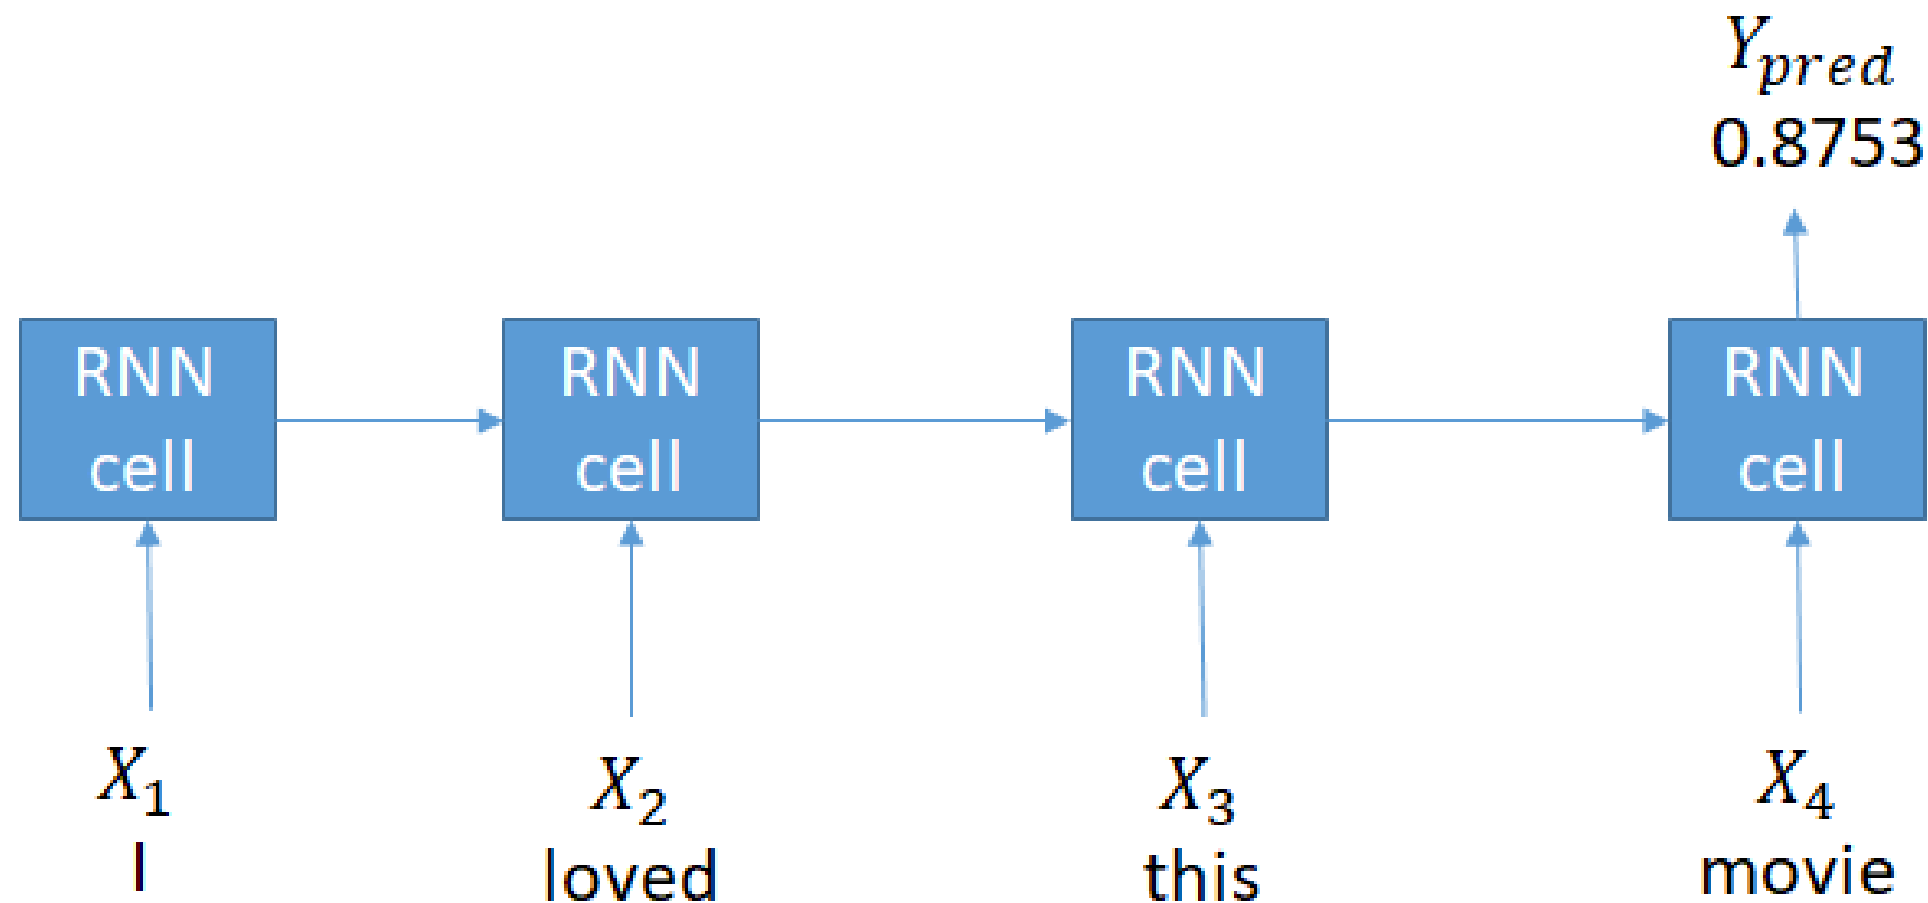 Y_pred
0.8753
RNN
cell
RNN
cell
RNN
cell
RNN
cell
X_1
I
X_2
loved
X_3
this
X_4
movie